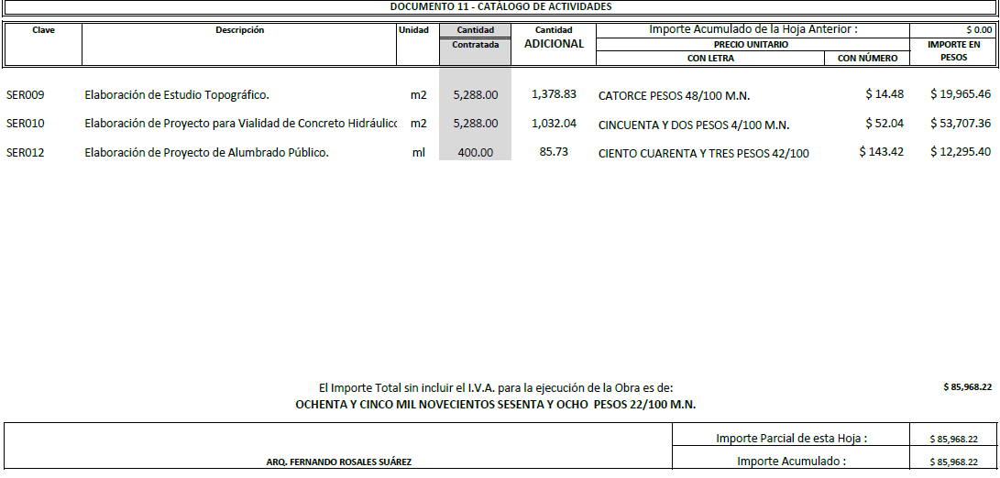 DOCUMENTO 11 - CATÁLOGO DE ACTIVIDADES
Clave Descripción Unidad Cantidad Cantidad Importe Acumulado de la Hoja Anterior : $ 0.00
Contratada ADICIONAL PRECIO UNITARIO IMPORTE EN
CON LETRA CON NÚMERO PESOS
SER009 Elaboración de Estudio Topográfico. m2 5,288.00 1,378.83 CATORCE PESOS 48/100 M.N. $ 14.48 $ 19,965.46
SER010 Elaboración de Proyecto para Vialidad de Concreto Hidráulico m2 5,288.00 1,032.04 CINCUENTA Y DOS PESOS 4/100 M.N. $ 52.04 $ 53,707.36
SER012 Elaboración de Proyecto de Alumbrado Público. ml 400.00 85.73 CIENTO CUARENTA Y TRES PESOS 42/100 $ 143.42 $ 12,295.40
El Importe Total sin incluir el I.V.A. para la ejecución de la Obra es de: $ 85,968.22
OCHENTA Y CINCO MIL NOVECIENTOS SESENTA Y OCHO PESOS 22/100 M.N.
Importe Parcial de esta Hoja : $ 85,968.22
ARQ. FERNANDO ROSALES SUÁREZ Importe Acumulado : $ 85,968.22